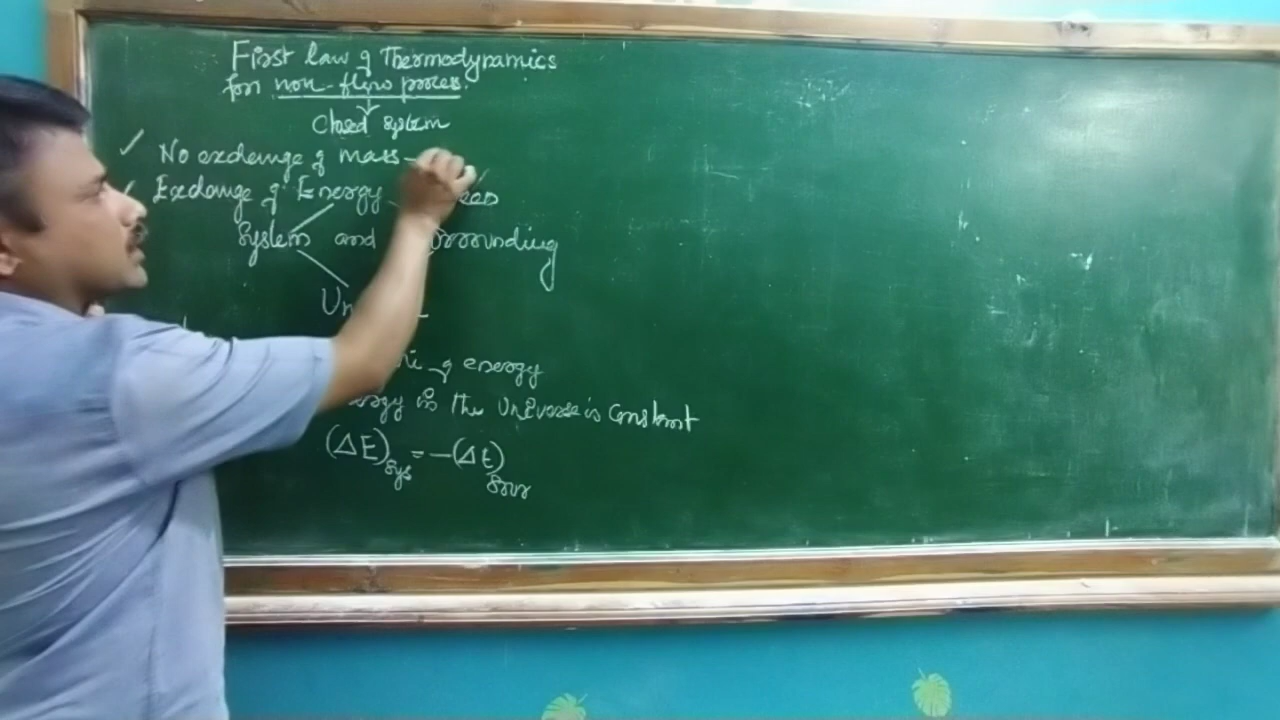 First law of Thermodynamics
for non-flow process.
Closed system
✓ No exchange of mass -
✓ Exchange of Energy
System and
of energy
in the Universe is Constant
(ΔE)sys = -(ΔE)surr